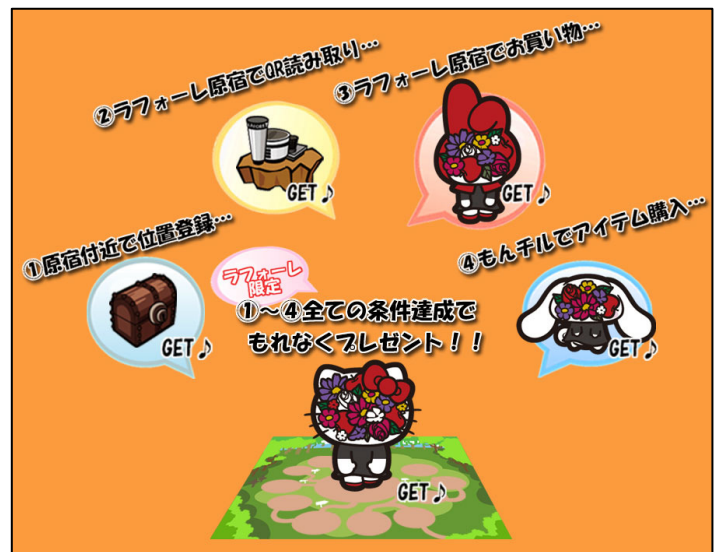 ②ラフォーレ原宿でQR読み取り…
③ラフォーレ原宿でお買い物…
GET♪
GET♪
①原宿付近で位置登録…
④もんチルでアイテム購入…
ラフォーレ
限定
GET♪
GET♪
①～④全ての条件達成で
もれなくプレゼント！！
GET♪